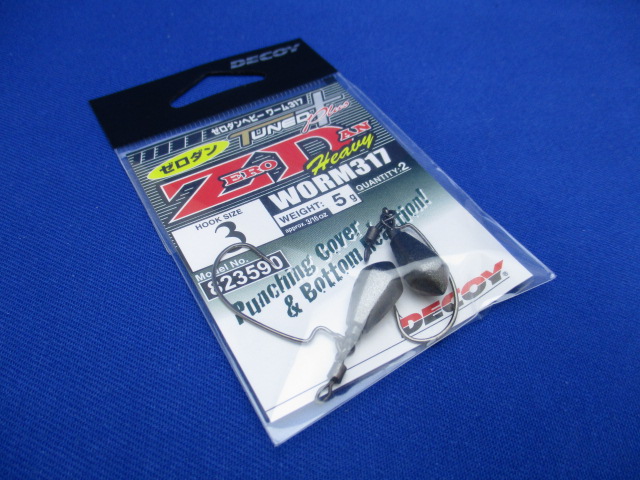 DECOY
ゼロダンヘビー ワーム317
TUNED Plus 1
ゼロダン
ZERO DAN
Heavy
WORM317
HOOK SIZE
3
WEIGHT: 5g
approx. 3/16 oz
QUANTITY: 2
Model No.
823590
Punching Cover
& Bottom Reaction!
DECOY®